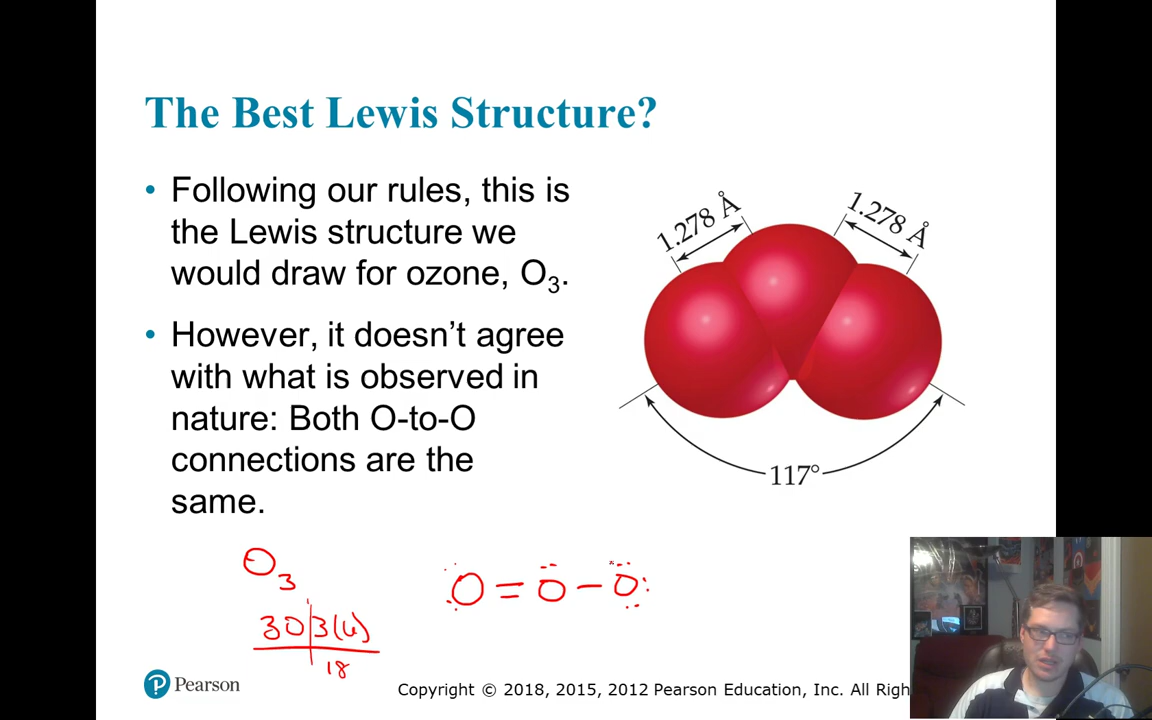 The Best Lewis Structure?
• Following our rules, this is
the Lewis structure we
would draw for ozone, O₃.
• However, it doesn’t agree
with what is observed in
nature: Both O-to-O
connections are the
same.
1.278 Å
1.278 Å
117°
O₃
3O 3(6)
18
O = O - O
Pearson
Copyright © 2018, 2015, 2012 Pearson Education, Inc. All Righ